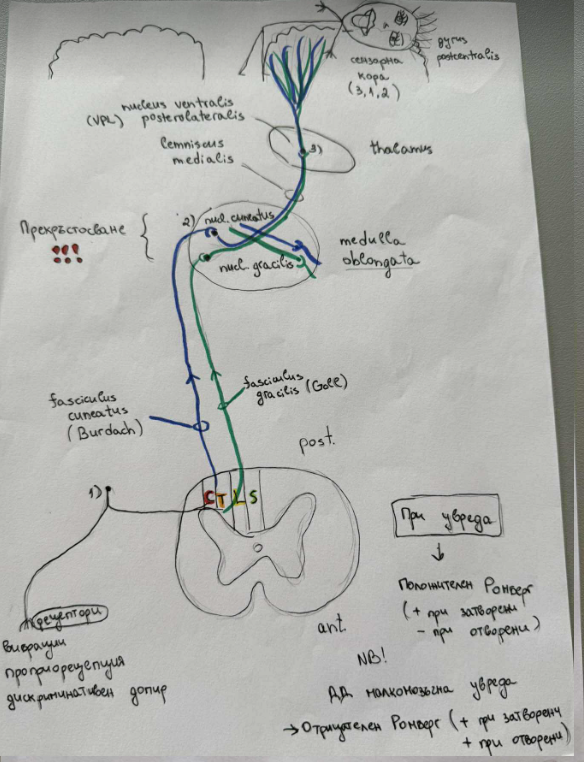 gyrus
postcentralis
сензорна
кора
(3, 1, 2)
nucleus ventralis
(VPL) posterolateralis
3)
thalamus
lemniscus
medialis
2)
nucl. cuneatus
Прекръстосване
!!!
medulla
oblongata
nucl. gracilis
fasciculus
cuneatus
(Burdach)
fasciculus
gracilis (Goll)
post.
1)
C T L S
При увреда
Положителен Ромберг
(+ при затворени
- при отворени)
рецептори
ant.
вибрации
проприорецепция
дискриминативен допир
NB!
ДД малкомозъчна увреда
→ Отрицателен Ромберг (+ при затворени
+ при отворени)